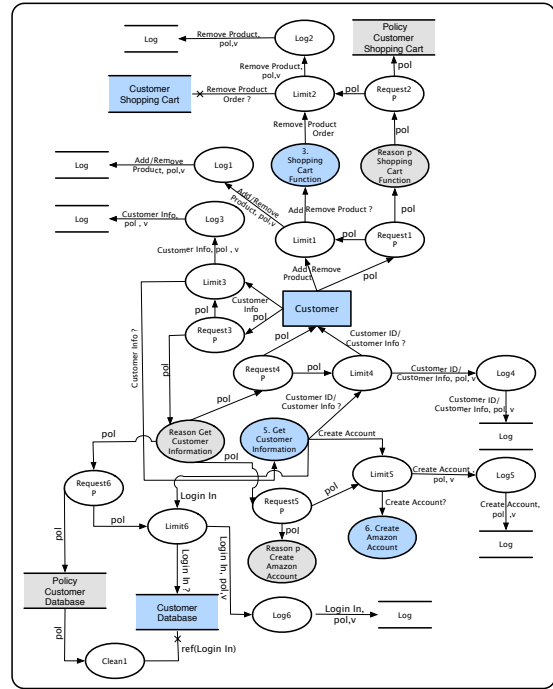 Policy
Customer
Shopping Cart
Log
Remove Product,
pol,v
Log2
Remove Product,
pol,v
pol
Customer
Shopping Cart
Remove Product
Order ?
Limit2
pol
Request2
P
Remove Product
Order
pol
3.
Shopping
Cart
Function
Reason p
Shopping
Cart
Function
Log
Add/Remove
Product, pol,v
Log1
Add/Remove
Product, pol,v
Add Remove Product ?
pol
Log
Customer Info,
pol , v
Log3
Limit1
pol
Request1
P
Customer Info, pol , v
Add Remove
Product
pol
Limit3
Customer
Info
Customer
pol
pol
Request3
P
Customer Info ?
pol
Customer ID/
Customer Info ?
pol
Request4
P
pol
Limit4
Customer ID/
Customer Info, pol, v
Log4
pol
Customer ID/
Customer Info ?
Customer ID/
Customer Info, pol, v
Reason Get
Customer
Information
5. Get
Customer
Information
Create Account
Log
pol
pol
Request6
P
Login In
Limit5
Create Account ,
pol, v
Log5
Request5
P
pol
Create Account?
Create Account,
pol, ,v
pol
Limit6
pol
6. Create
Amazon
Account
Log
pol
Login In ?
Login In, pol,v
Reason p
Create
Amazon
Account
Policy
Customer
Database
Customer
Database
Log6
Login In,
pol,v
Log
pol
Clean1
ref(Login In)